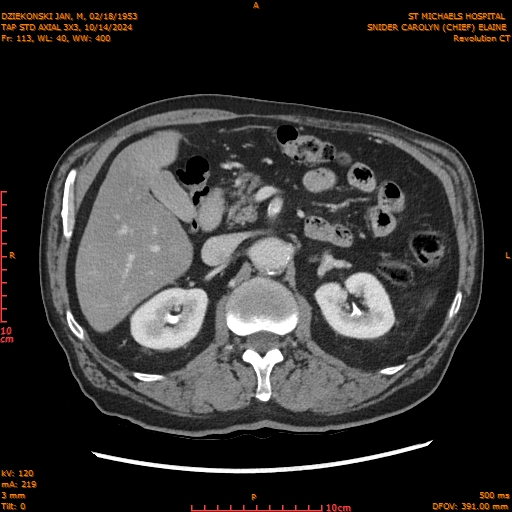 A
DZIEKONSKI JAN, M, 02/18/1953
TAP STD AXIAL 3X3, 10/14/2024
Fr: 113, WL: 40, WW: 400
ST MICHAELS HOSPITAL
SNIDER CAROLYN (CHIEF) ELAINE
Revolution CT
R
L
10
cm
kV: 120
mA: 219
3 mm
Tilt: 0
P
10cm
500 ms
DFOV: 391.00 mm